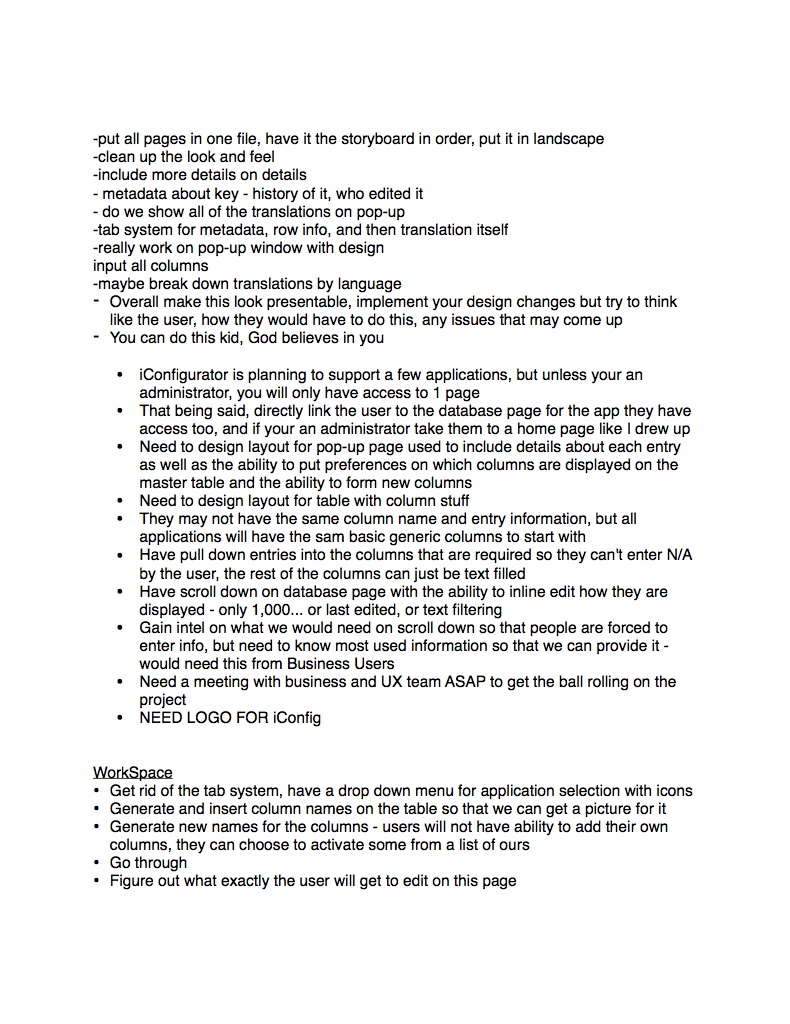 -put all pages in one file, have it the storyboard in order, put it in landscape
-clean up the look and feel
-include more details on details
- metadata about key - history of it, who edited it
- do we show all of the translations on pop-up
-tab system for metadata, row info, and then translation itself
-really work on pop-up window with design
input all columns
-maybe break down translations by language
- Overall make this look presentable, implement your design changes but try to think
like the user, how they would have to do this, any issues that may come up
- You can do this kid, God believes in you
• iConfigurator is planning to support a few applications, but unless your an
administrator, you will only have access to 1 page
• That being said, directly link the user to the database page for the app they have
access too, and if your an administrator take them to a home page like I drew up
• Need to design layout for pop-up page used to include details about each entry
as well as the ability to put preferences on which columns are displayed on the
master table and the ability to form new columns
• Need to design layout for table with column stuff
• They may not have the same column name and entry information, but all
applications will have the sam basic generic columns to start with
• Have pull down entries into the columns that are required so they can't enter N/A
by the user, the rest of the columns can just be text filled
• Have scroll down on database page with the ability to inline edit how they are
displayed - only 1,000... or last edited, or text filtering
• Gain intel on what we would need on scroll down so that people are forced to
enter info, but need to know most used information so that we can provide it -
would need this from Business Users
• Need a meeting with business and UX team ASAP to get the ball rolling on the
project
• NEED LOGO FOR iConfig
WorkSpace
• Get rid of the tab system, have a drop down menu for application selection with icons
• Generate and insert column names on the table so that we can get a picture for it
• Generate new names for the columns - users will not have ability to add their own
columns, they can choose to activate some from a list of ours
• Go through
• Figure out what exactly the user will get to edit on this page